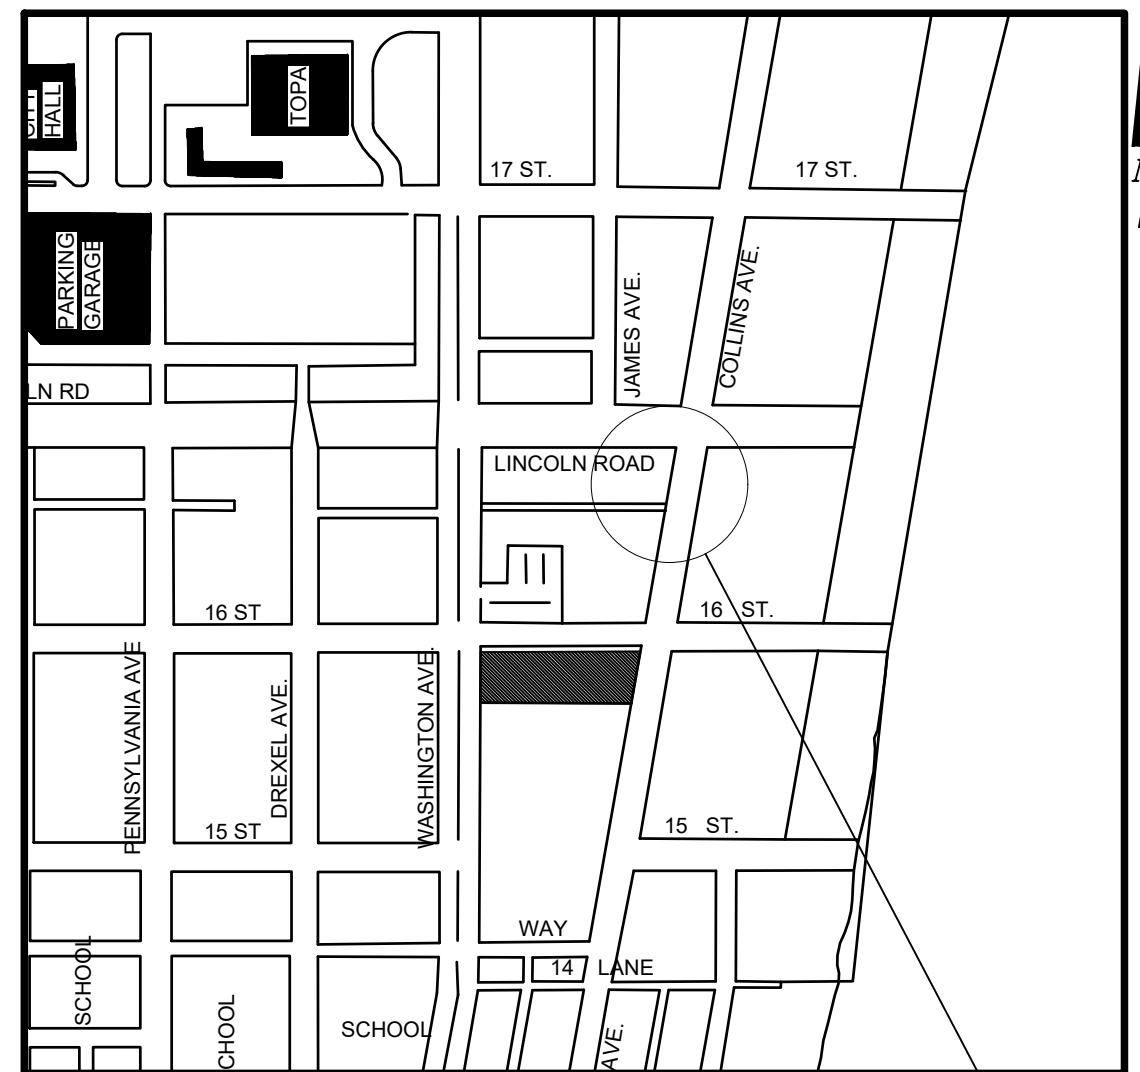 CITY
HALL
TOPA
17 ST.
17 ST.
PARKING
GARAGE
JAMES AVE.
COLLINS AVE.
LN RD
LINCOLN ROAD
16 ST
16 ST.
PENNSYLVANIA AVE
DREXEL AVE.
WASHINGTON AVE.
15 ST
15 ST.
WAY
14 LANE
SCHOOL
CHOOL
SCHOOL
AVE.